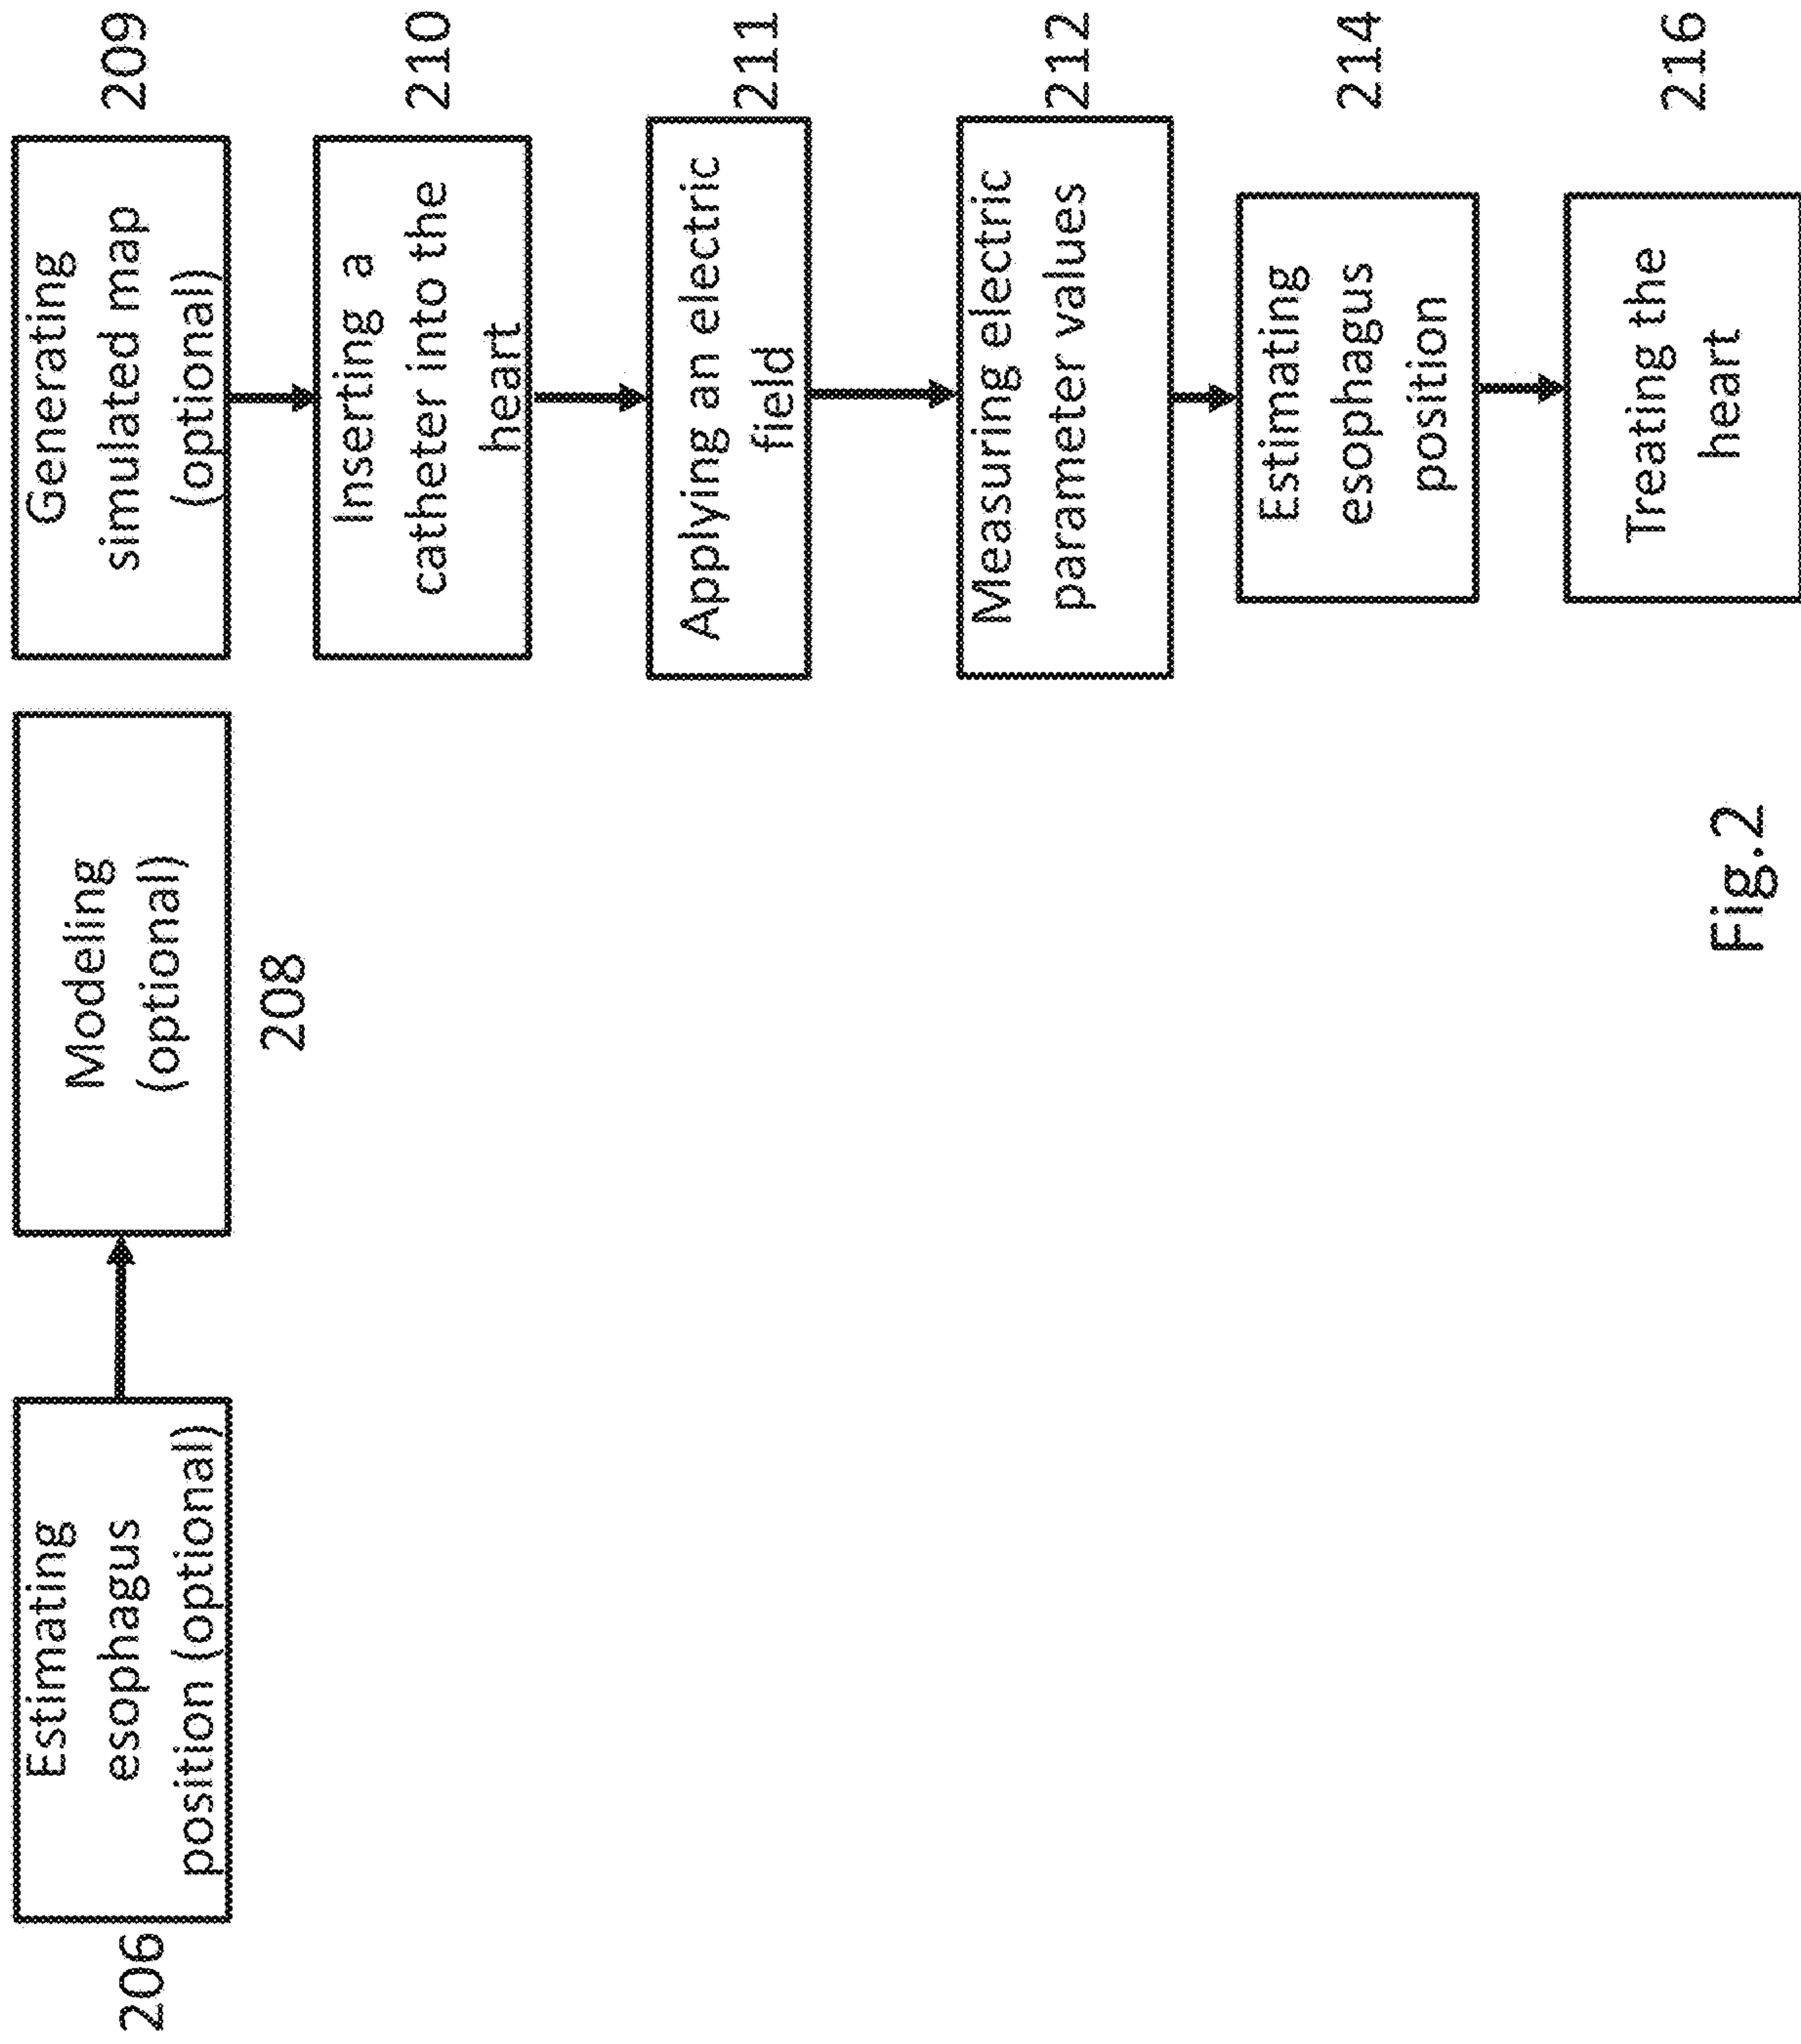 206
Estimating
esophagus
position (optional)
Modeling
(optional)
208
Generating
simulated map
(optional)
209
Inserting a
catheter into the
heart
210
Applying an electric
field
211
Measuring electric
parameter values
212
Estimating
esophagus
position
214
Treating the
heart
216
Fig.2